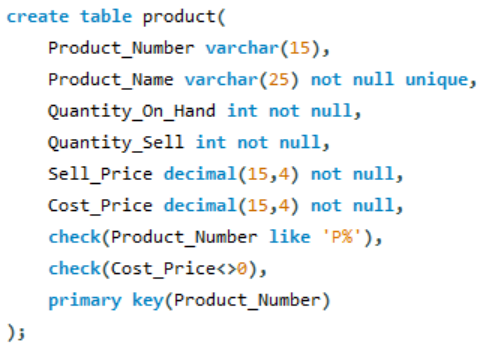 create table product(
Product_Number varchar(15),
Product_Name varchar(25) not null unique,
Quantity_On_Hand int not null,
Quantity_Sell int not null,
Sell_Price decimal(15,4) not null,
Cost_Price decimal(15,4) not null,
check(Product_Number like 'P%'),
check(Cost_Price<>0),
primary key(Product_Number)
);